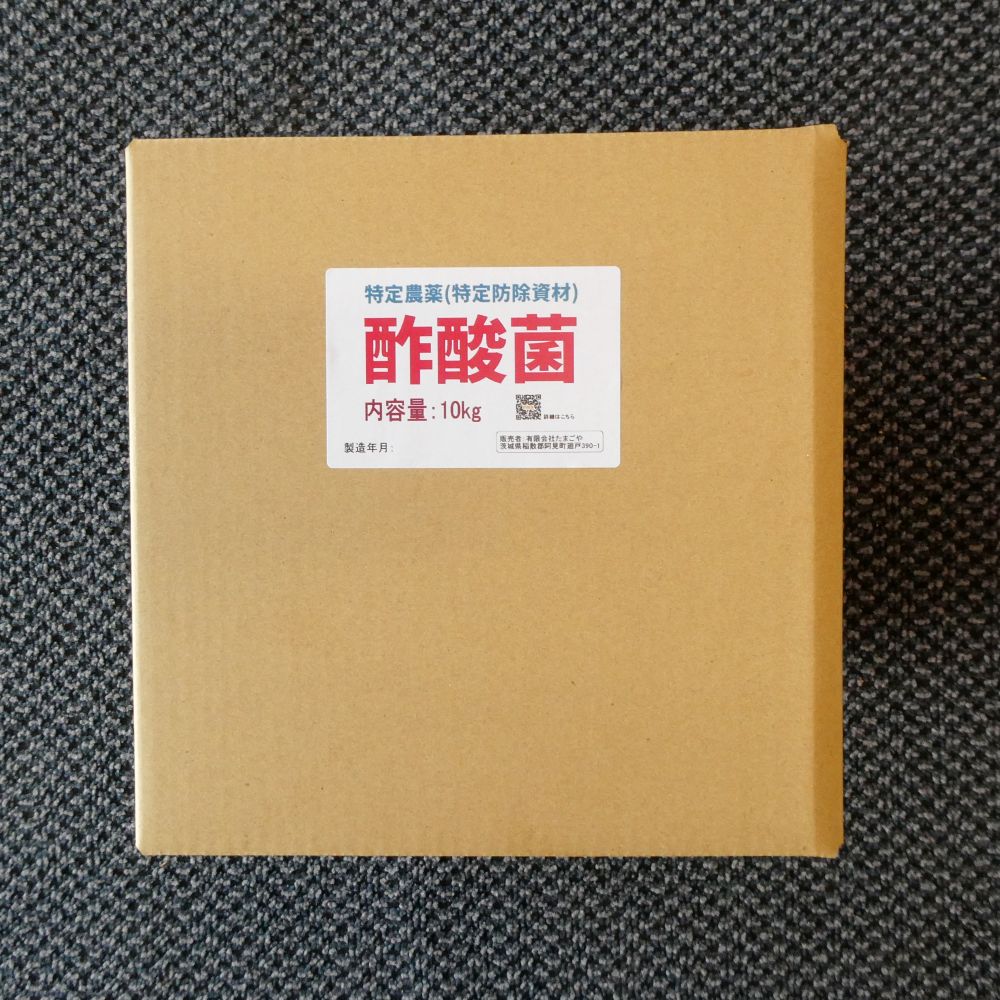 特定農薬(特定防除資材)
酢酸菌
内容量:10kg
詳細はこちら
製造年月:
販売者 有限会社たまごや
茨城県稲敷郡阿見町追戸390-1